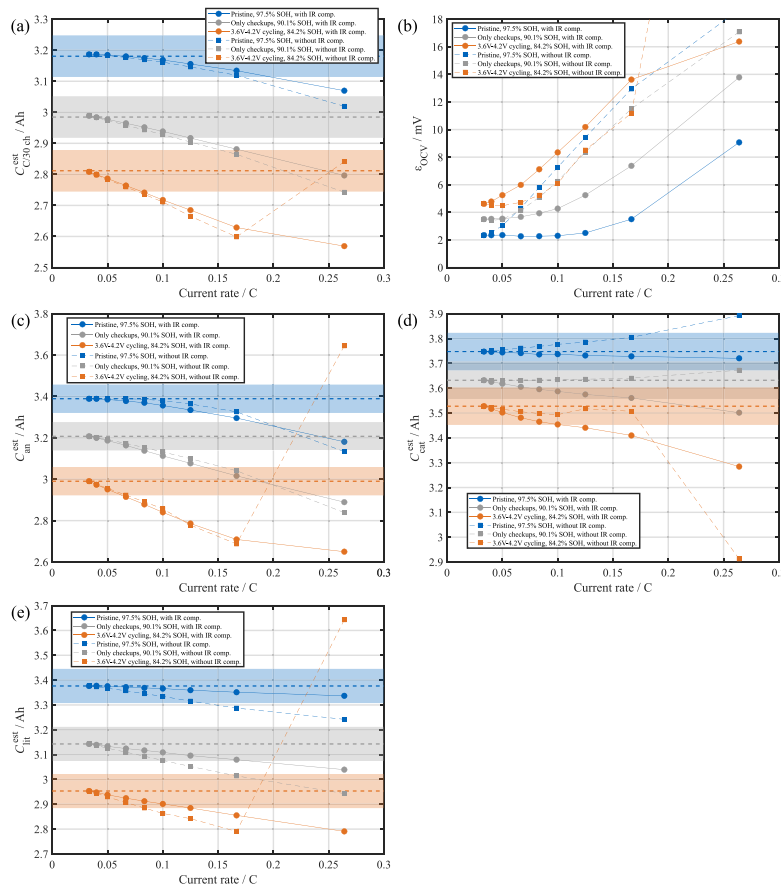 (a)
3.3
3.2
3.1
3
2.9
2.8
2.7
2.6
2.5
C^est_C/30 ch / Ah
0 0.05 0.1 0.15 0.2 0.25 0.3
Current rate / C
Pristine, 97.5% SOH, with IR comp.
Only checkups, 90.1% SOH, with IR comp.
3.6V-4.2V cycling, 84.2% SOH, with IR comp.
Pristine, 97.5% SOH, without IR comp.
Only checkups, 90.1% SOH, without IR comp.
3.6V-4.2V cycling, 84.2% SOH, without IR comp.
(b)
18
16
14
12
10
8
6
4
2
0
ε_OCV / mV
0 0.05 0.1 0.15 0.2 0.25 0.3
Current rate / C
Pristine, 97.5% SOH, with IR comp.
Only checkups, 90.1% SOH, with IR comp.
3.6V-4.2V cycling, 84.2% SOH, with IR comp.
Pristine, 97.5% SOH, without IR comp.
Only checkups, 90.1% SOH, without IR comp.
3.6V-4.2V cycling, 84.2% SOH, without IR comp.
(c)
3.8
3.6
3.4
3.2
3
2.8
2.6
C^est_an / Ah
0 0.05 0.1 0.15 0.2 0.25 0.3
Current rate / C
Pristine, 97.5% SOH, with IR comp.
Only checkups, 90.1% SOH, with IR comp.
3.6V-4.2V cycling, 84.2% SOH, with IR comp.
Pristine, 97.5% SOH, without IR comp.
Only checkups, 90.1% SOH, without IR comp.
3.6V-4.2V cycling, 84.2% SOH, without IR comp.
(d)
3.9
3.8
3.7
3.6
3.5
3.4
3.3
3.2
3.1
3
2.9
C^est_cat / Ah
0 0.05 0.1 0.15 0.2 0.25 0.3
Current rate / C
Pristine, 97.5% SOH, with IR comp.
Only checkups, 90.1% SOH, with IR comp.
3.6V-4.2V cycling, 84.2% SOH, with IR comp.
Pristine, 97.5% SOH, without IR comp.
Only checkups, 90.1% SOH, without IR comp.
3.6V-4.2V cycling, 84.2% SOH, without IR comp.
(e)
3.7
3.6
3.5
3.4
3.3
3.2
3.1
3
2.9
2.8
2.7
C^est_lit / Ah
0 0.05 0.1 0.15 0.2 0.25 0.3
Current rate / C
Pristine, 97.5% SOH, with IR comp.
Only checkups, 90.1% SOH, with IR comp.
3.6V-4.2V cycling, 84.2% SOH, with IR comp.
Pristine, 97.5% SOH, without IR comp.
Only checkups, 90.1% SOH, without IR comp.
3.6V-4.2V cycling, 84.2% SOH, without IR comp.